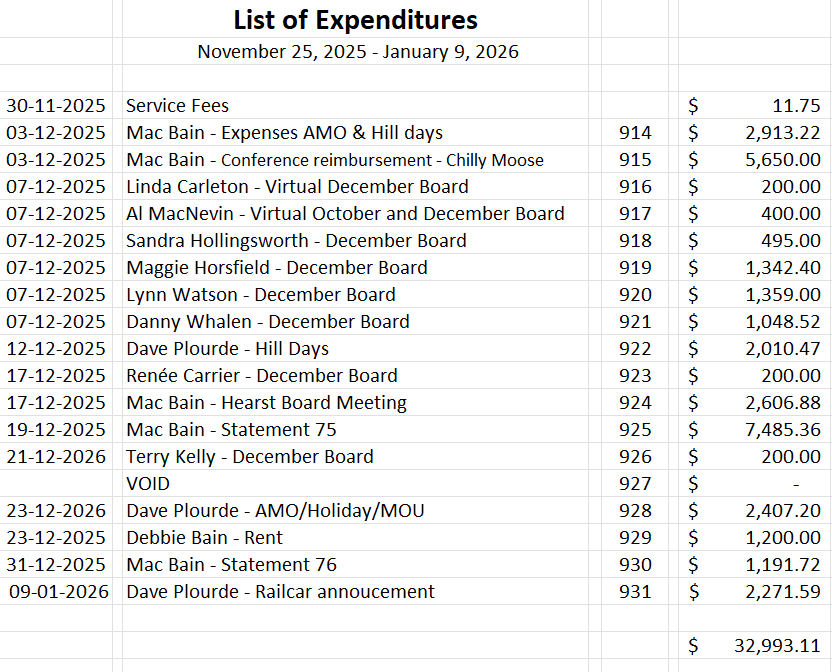 List of Expenditures
November 25, 2025 - January 9, 2026
30-11-2025 Service Fees $ 11.75
03-12-2025 Mac Bain - Expenses AMO & Hill days 914 $ 2,913.22
03-12-2025 Mac Bain - Conference reimbursement - Chilly Moose 915 $ 5,650.00
07-12-2025 Linda Carleton - Virtual December Board 916 $ 200.00
07-12-2025 Al MacNevin - Virtual October and December Board 917 $ 400.00
07-12-2025 Sandra Hollingsworth - December Board 918 $ 495.00
07-12-2025 Maggie Horsfield - December Board 919 $ 1,342.40
07-12-2025 Lynn Watson - December Board 920 $ 1,359.00
07-12-2025 Danny Whalen - December Board 921 $ 1,048.52
12-12-2025 Dave Plourde - Hill Days 922 $ 2,010.47
17-12-2025 Renée Carrier - December Board 923 $ 200.00
17-12-2025 Mac Bain - Hearst Board Meeting 924 $ 2,606.88
19-12-2025 Mac Bain - Statement 75 925 $ 7,485.36
21-12-2026 Terry Kelly - December Board 926 $ 200.00
VOID 927 $ -
23-12-2026 Dave Plourde - AMO/Holiday/MOU 928 $ 2,407.20
23-12-2025 Debbie Bain - Rent 929 $ 1,200.00
31-12-2025 Mac Bain - Statement 76 930 $ 1,191.72
09-01-2026 Dave Plourde - Railcar annoucement 931 $ 2,271.59
$ 32,993.11